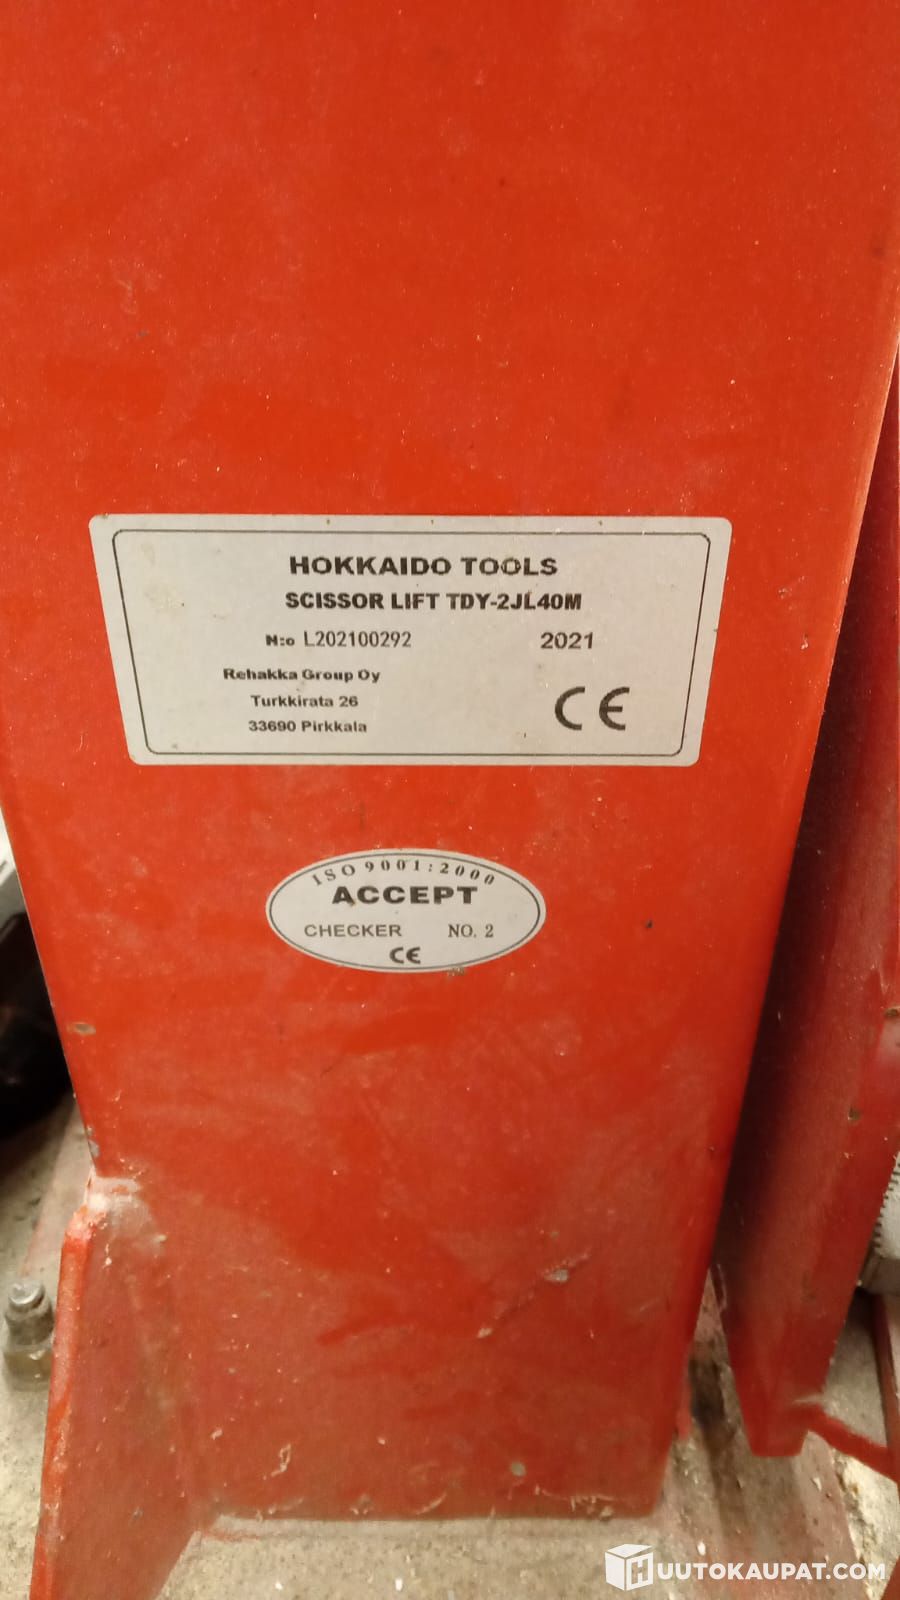 HOKKAIDO TOOLS
SCISSOR LIFT TDY-2JL40M
N:o L202100292 2021
Rehakka Group Oy
Turkkirata 26
33690 Pirkkala
CE
ISO 9001:2000
ACCEPT
CHECKER NO. 2
CE
HUUTOKAUPAT.COM